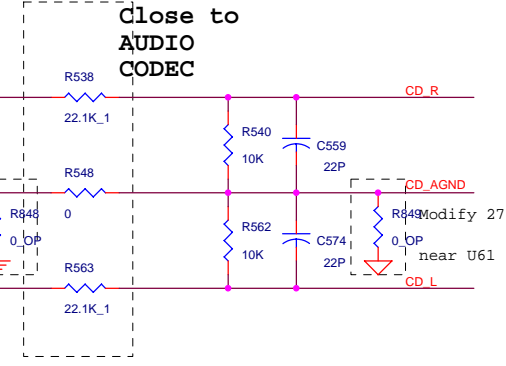 Close to
AUDIO
CODEC
R538
22.1K_1
CD_R
R540
10K
C559
22P
R548
0
CD_AGND
R848
0_OP
R562
10K
C574
22P
R849
0_OP
Modify 27
near U61
R563
22.1K_1
CD_L